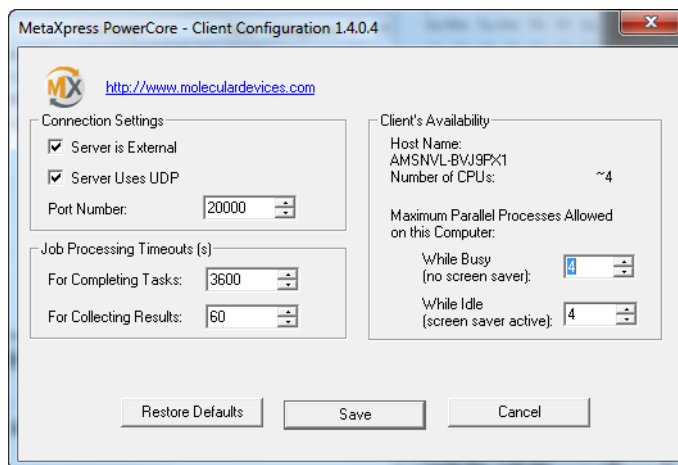 MetaXpress PowerCore - Client Configuration 1.4.0.4
MX
http://www.moleculardevices.com
Connection Settings
Server is External
Server Uses UDP
Port Number: 20000
Job Processing Timeouts (s)
For Completing Tasks: 3600
For Collecting Results: 60
Client's Availability
Host Name:
AMSNVL-BVJ9PX1
Number of CPUs: ~4
Maximum Parallel Processes Allowed
on this Computer:
While Busy
(no screen saver): 4
While Idle
(screen saver active): 4
Restore Defaults
Save
Cancel